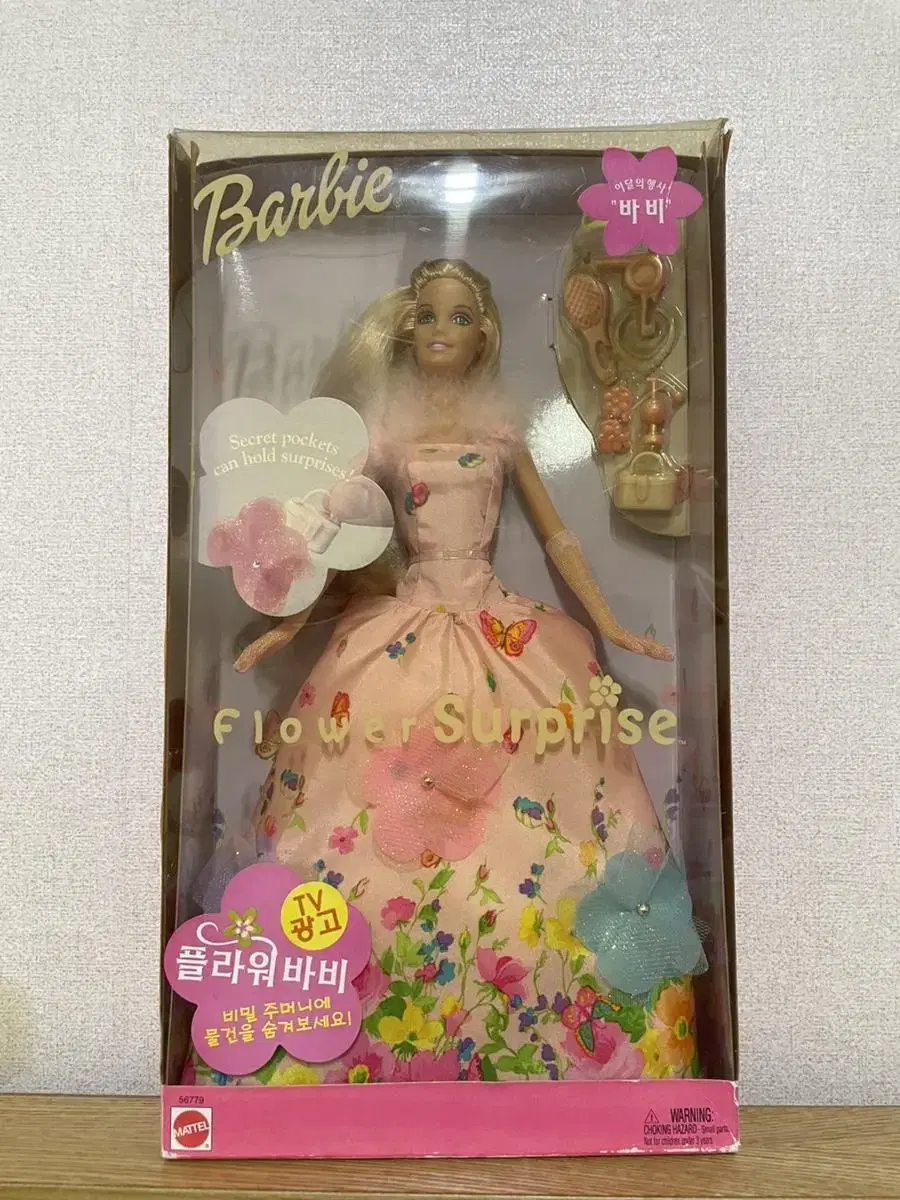 Barbie
이달의행사
"바비"
Secret pockets
can hold surprises!
Flower Surprise™
TV
광고
플라워바비
비밀 주머니에
물건을 숨겨보세요!
56779
MATTEL
WARNING:
CHOKING HAZARD - Small parts.
Not for children under 3 years.